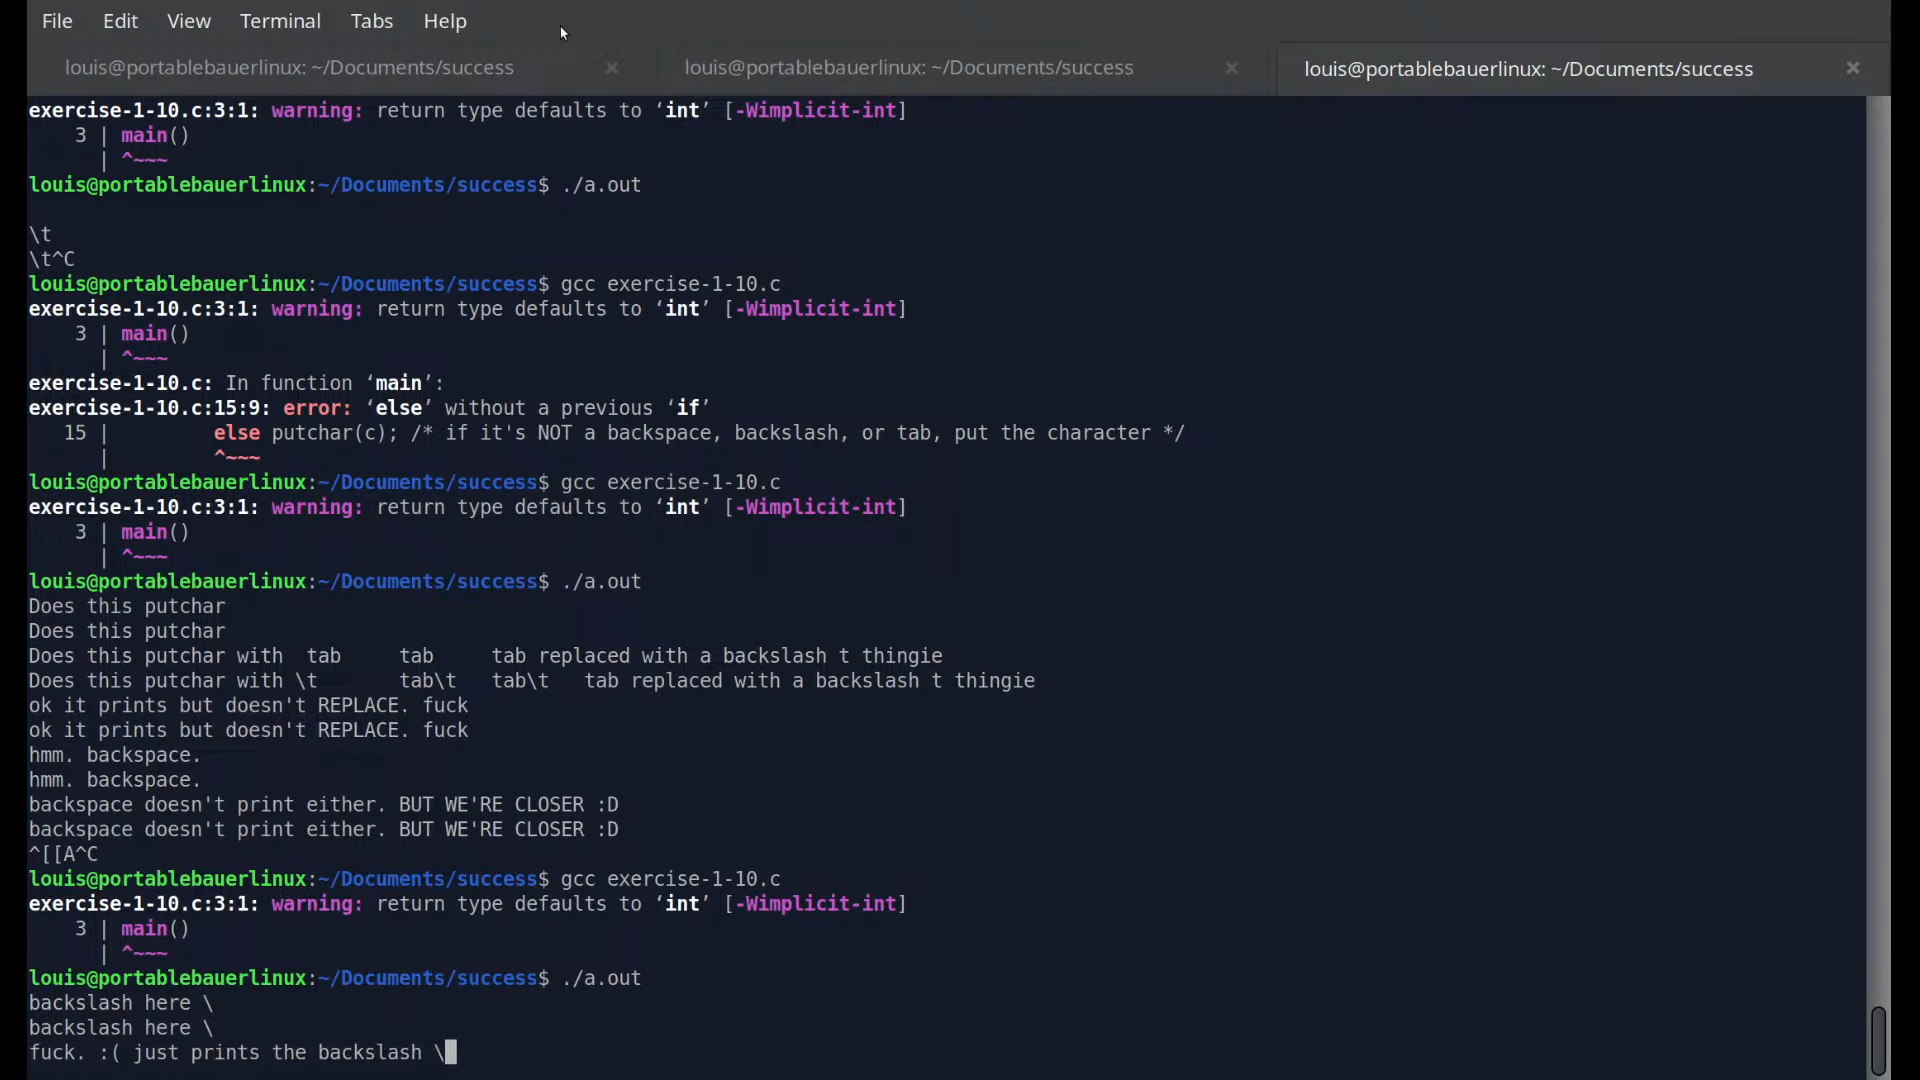 File Edit View Terminal Tabs Help
louis@portablebauerlinux: ~/Documents/success × louis@portablebauerlinux: ~/Documents/success × louis@portablebauerlinux: ~/Documents/success ×
exercise-1-10.c:3:1: warning: return type defaults to ‘int’ [-Wimplicit-int]
    3 | main()
      | ^~~~
louis@portablebauerlinux:~/Documents/success$ ./a.out
\t
\t^C
louis@portablebauerlinux:~/Documents/success$ gcc exercise-1-10.c
exercise-1-10.c:3:1: warning: return type defaults to ‘int’ [-Wimplicit-int]
    3 | main()
      | ^~~~
exercise-1-10.c: In function ‘main’:
exercise-1-10.c:15:9: error: ‘else’ without a previous ‘if’
   15 |         else putchar(c); /* if it's NOT a backspace, backslash, or tab, put the character */
      |         ^~~~
louis@portablebauerlinux:~/Documents/success$ gcc exercise-1-10.c
exercise-1-10.c:3:1: warning: return type defaults to ‘int’ [-Wimplicit-int]
    3 | main()
      | ^~~~
louis@portablebauerlinux:~/Documents/success$ ./a.out
Does this putchar
Does this putchar
Does this putchar with  tab     tab     tab replaced with a backslash t thingie
Does this putchar with \t       tab\t   tab\t   tab replaced with a backslash t thingie
ok it prints but doesn't REPLACE. fuck
ok it prints but doesn't REPLACE. fuck
hmm. backspace.
hmm. backspace.
backspace doesn't print either. BUT WE'RE CLOSER :D
backspace doesn't print either. BUT WE'RE CLOSER :D
^[[A^C
louis@portablebauerlinux:~/Documents/success$ gcc exercise-1-10.c
exercise-1-10.c:3:1: warning: return type defaults to ‘int’ [-Wimplicit-int]
    3 | main()
      | ^~~~
louis@portablebauerlinux:~/Documents/success$ ./a.out
backslash here \
backslash here \
fuck. :( just prints the backslash \